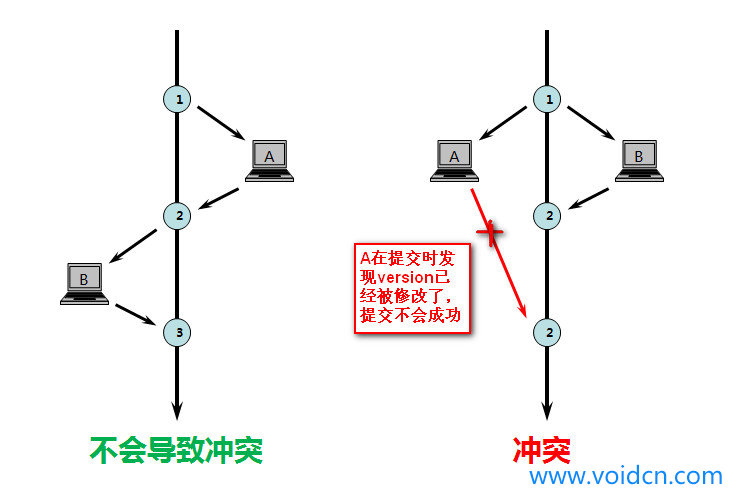 1
A
2
B
3
不会导致冲突
1
A
B
2
A在提交时发
现version已
经被修改了，
提交不会成功
2
冲突
www.voidcn.com